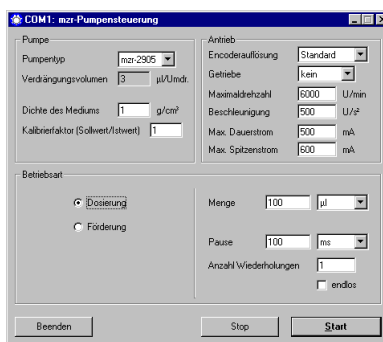 COM1: mzr-Pumpensteuerung
Pumpe
Pumpentyp mzr-2905
Verdrängungsvolumen 3 µl/Umdr.
Dichte des Mediums 1 g/cm³
Kalibrierfaktor (Sollwert/Istwert) 1
Antrieb
Encoderauflösung Standard
Getriebe kein
Maximaldrehzahl 6000 U/min
Beschleunigung 500 U/s²
Max. Dauerstrom 500 mA
Max. Spitzenstrom 600 mA
Betriebsart
Dosierung
Förderung
Menge 100 µl
Pause 100 ms
Anzahl Wiederholungen 1
endlos
Beenden Stop Start